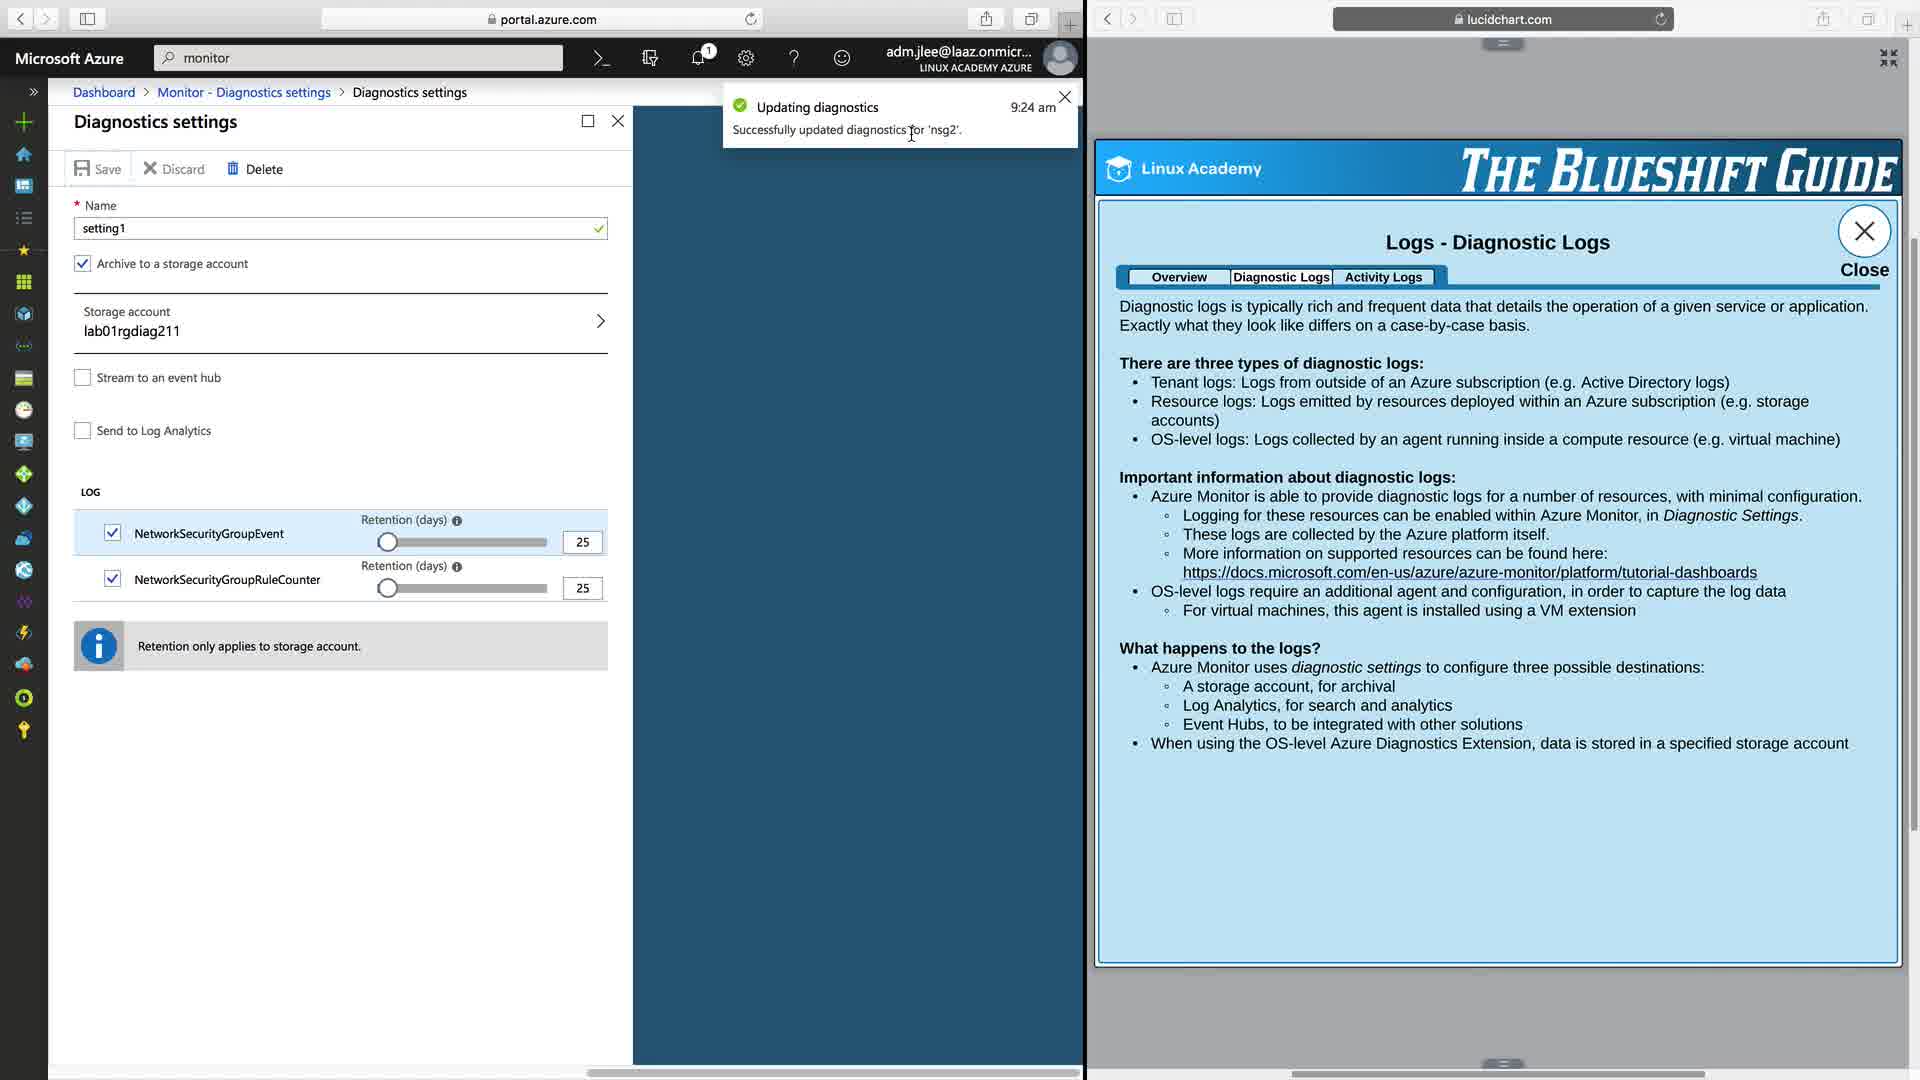 portal.azure.com
Microsoft Azure
monitor
1
adm.jlee@laaz.onmicr...
LINUX ACADEMY AZURE
Dashboard > Monitor - Diagnostics settings > Diagnostics settings
Diagnostics settings
Updating diagnostics 9:24 am
Successfully updated diagnostics for 'nsg2'.
Save Discard Delete
* Name
setting1
Archive to a storage account
Storage account
lab01rgdiag211
Stream to an event hub
Send to Log Analytics
LOG
NetworkSecurityGroupEvent
Retention (days)
25
NetworkSecurityGroupRuleCounter
Retention (days)
25
Retention only applies to storage account.
lucidchart.com
Linux Academy
THE BLUESHIFT GUIDE
Logs - Diagnostic Logs
Close
Overview Diagnostic Logs Activity Logs
Diagnostic logs is typically rich and frequent data that details the operation of a given service or application.
Exactly what they look like differs on a case-by-case basis.
There are three types of diagnostic logs:
• Tenant logs: Logs from outside of an Azure subscription (e.g. Active Directory logs)
• Resource logs: Logs emitted by resources deployed within an Azure subscription (e.g. storage
accounts)
• OS-level logs: Logs collected by an agent running inside a compute resource (e.g. virtual machine)
Important information about diagnostic logs:
• Azure Monitor is able to provide diagnostic logs for a number of resources, with minimal configuration.
◦ Logging for these resources can be enabled within Azure Monitor, in Diagnostic Settings.
◦ These logs are collected by the Azure platform itself.
◦ More information on supported resources can be found here:
https://docs.microsoft.com/en-us/azure/azure-monitor/platform/tutorial-dashboards
• OS-level logs require an additional agent and configuration, in order to capture the log data
◦ For virtual machines, this agent is installed using a VM extension
What happens to the logs?
• Azure Monitor uses diagnostic settings to configure three possible destinations:
◦ A storage account, for archival
◦ Log Analytics, for search and analytics
◦ Event Hubs, to be integrated with other solutions
• When using the OS-level Azure Diagnostics Extension, data is stored in a specified storage account